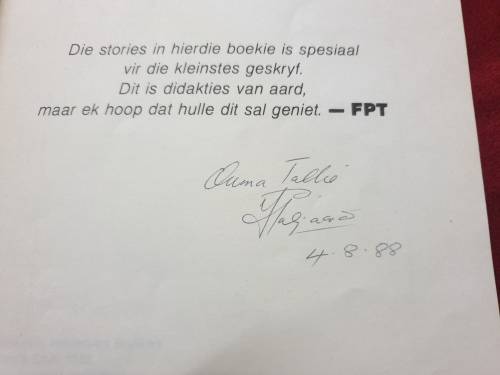 Die stories in hierdie boekie is spesiaal
vir die kleinstes geskryf.
Dit is didakties van aard,
maar ek hoop dat hulle dit sal geniet. — FPT
Ouma Tallie
4.8.88